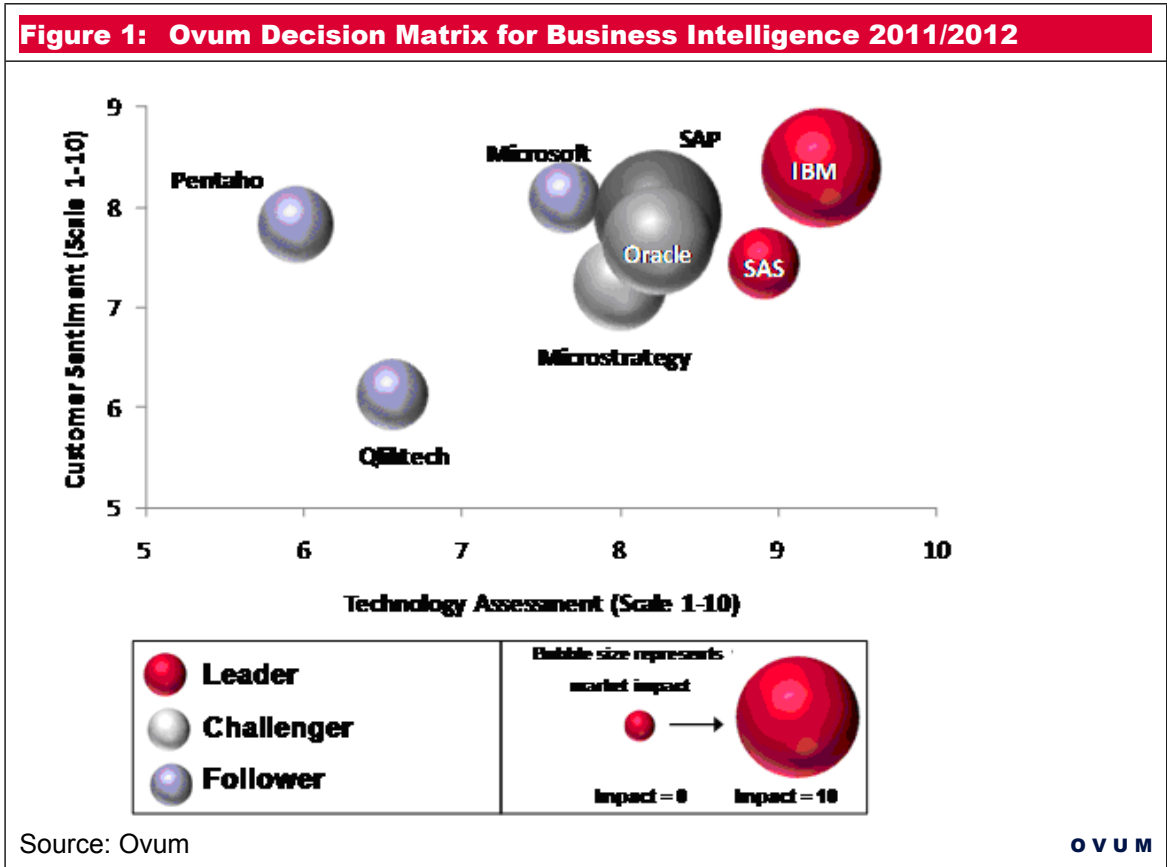 Figure 1: Ovum Decision Matrix for Business Intelligence 2011/2012
Customer Sentiment (Scale 1-10)
9
8
7
6
5
Pentaho
Microsoft
SAP
IBM
Oracle
SAS
Microstrategy
5
6
7
8
9
10
Technology Assessment (Scale 1-10)
Leader
Challenger
Follower
Bubble size represents
market impact
Impact = 0
Impact = 10
Source: Ovum
OVUM